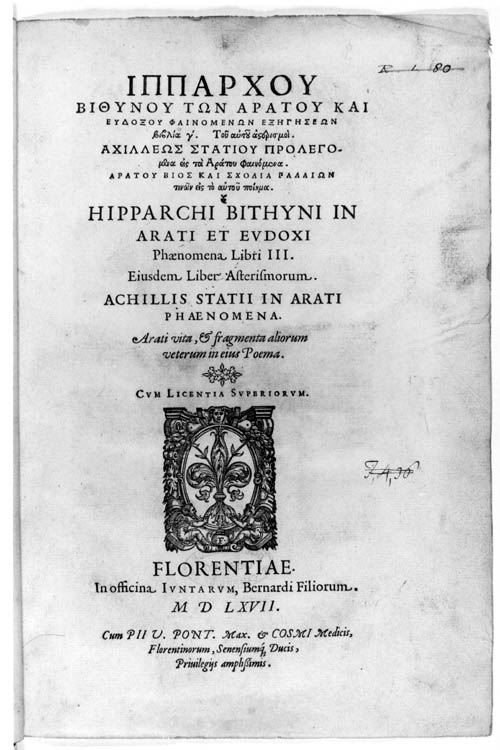 R 1 80
ΙΠΠΑΡΧΟΥ
ΒΙΘΥΝΟΥ ΤΩΝ ΑΡΑΤΟΥ ΚΑΙ
ΕΥΔΟΞΟΥ ΦΑΙΝΟΜΕΝΩΝ ΕΞΗΓΗΣΕΩΝ
βιβλία γ. Τοῦ αὐτοῦ ἀστερισμοί.
ΑΧΙΛΛΕΩΣ ΣΤΑΤΙΟΥ ΠΡΟΛΕΓΟ-
μενα εἰς τὰ Ἀράτου Φαινόμενα.
ΑΡΑΤΟΥ ΒΙΟΣ ΚΑΙ ΣΧΟΛΙΑ ΠΑΛΑΙΩΝ
τινῶν εἰς τὸ αὐτοῦ ποίημα.
HIPPARCHI BITHYNI IN
ARATI ET EVDOXI
Phænomena Libri III.
Eiusdem Liber Asterismorum.
ACHILLIS STATII IN ARATI
PHAENOMENA.
Arati vita, & fragmenta aliorum
veterum in eius Poema.
CVM LICENTIA SVPERIORVM.
FLORENTIAE.
In officina IVNTARVM, Bernardi Filiorum.
M D LXVII.
Cum PII V. PONT. Max. & COSMI Medicis,
Florentinorum, Senensiumq́; Ducis,
Priuilegijs amplissimis.